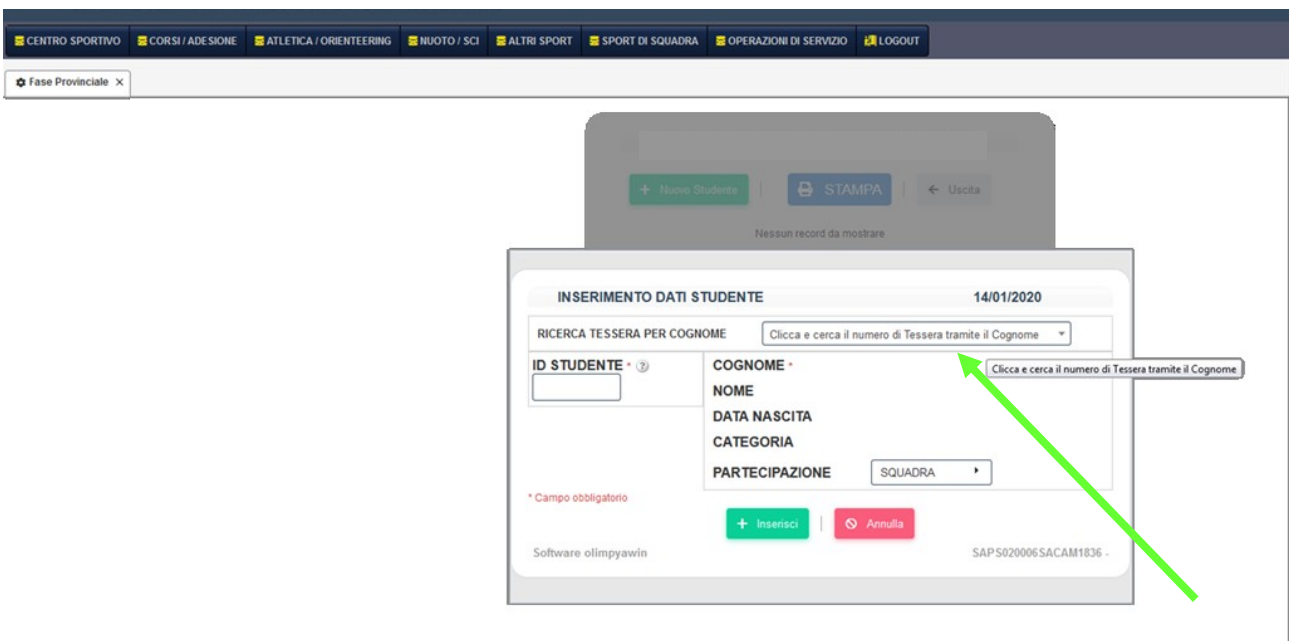 CENTRO SPORTIVO CORSI / ADESIONE ATLETICA / ORIENTEERING NUOTO / SCI ALTRI SPORT SPORT DI SQUADRA OPERAZIONI DI SERVIZIO LOGOUT
Fase Provinciale ×
+ Nuovo Studente | STAMPA | ← Uscita
Nessun record da mostrare
INSERIMENTO DATI STUDENTE 14/01/2020
RICERCA TESSERA PER COGNOME Clicca e cerca il numero di Tessera tramite il Cognome
ID STUDENTE * ? COGNOME *
Clicca e cerca il numero di Tessera tramite il Cognome
NOME
DATA NASCITA
CATEGORIA
PARTECIPAZIONE SQUADRA
* Campo obbligatorio
+ Inserisci | Annulla
Software olimpyawin SAPS020006SACAM1836 -